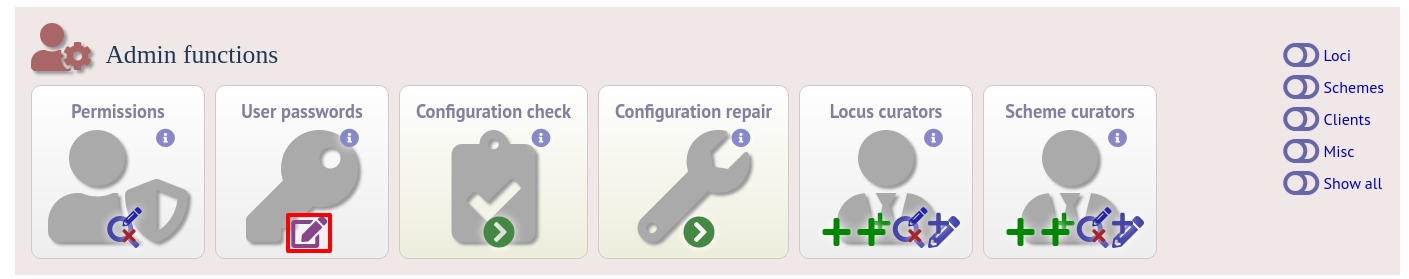 Admin functions
Permissions
User passwords
Configuration check
Configuration repair
Locus curators
Scheme curators
Loci
Schemes
Clients
Misc
Show all